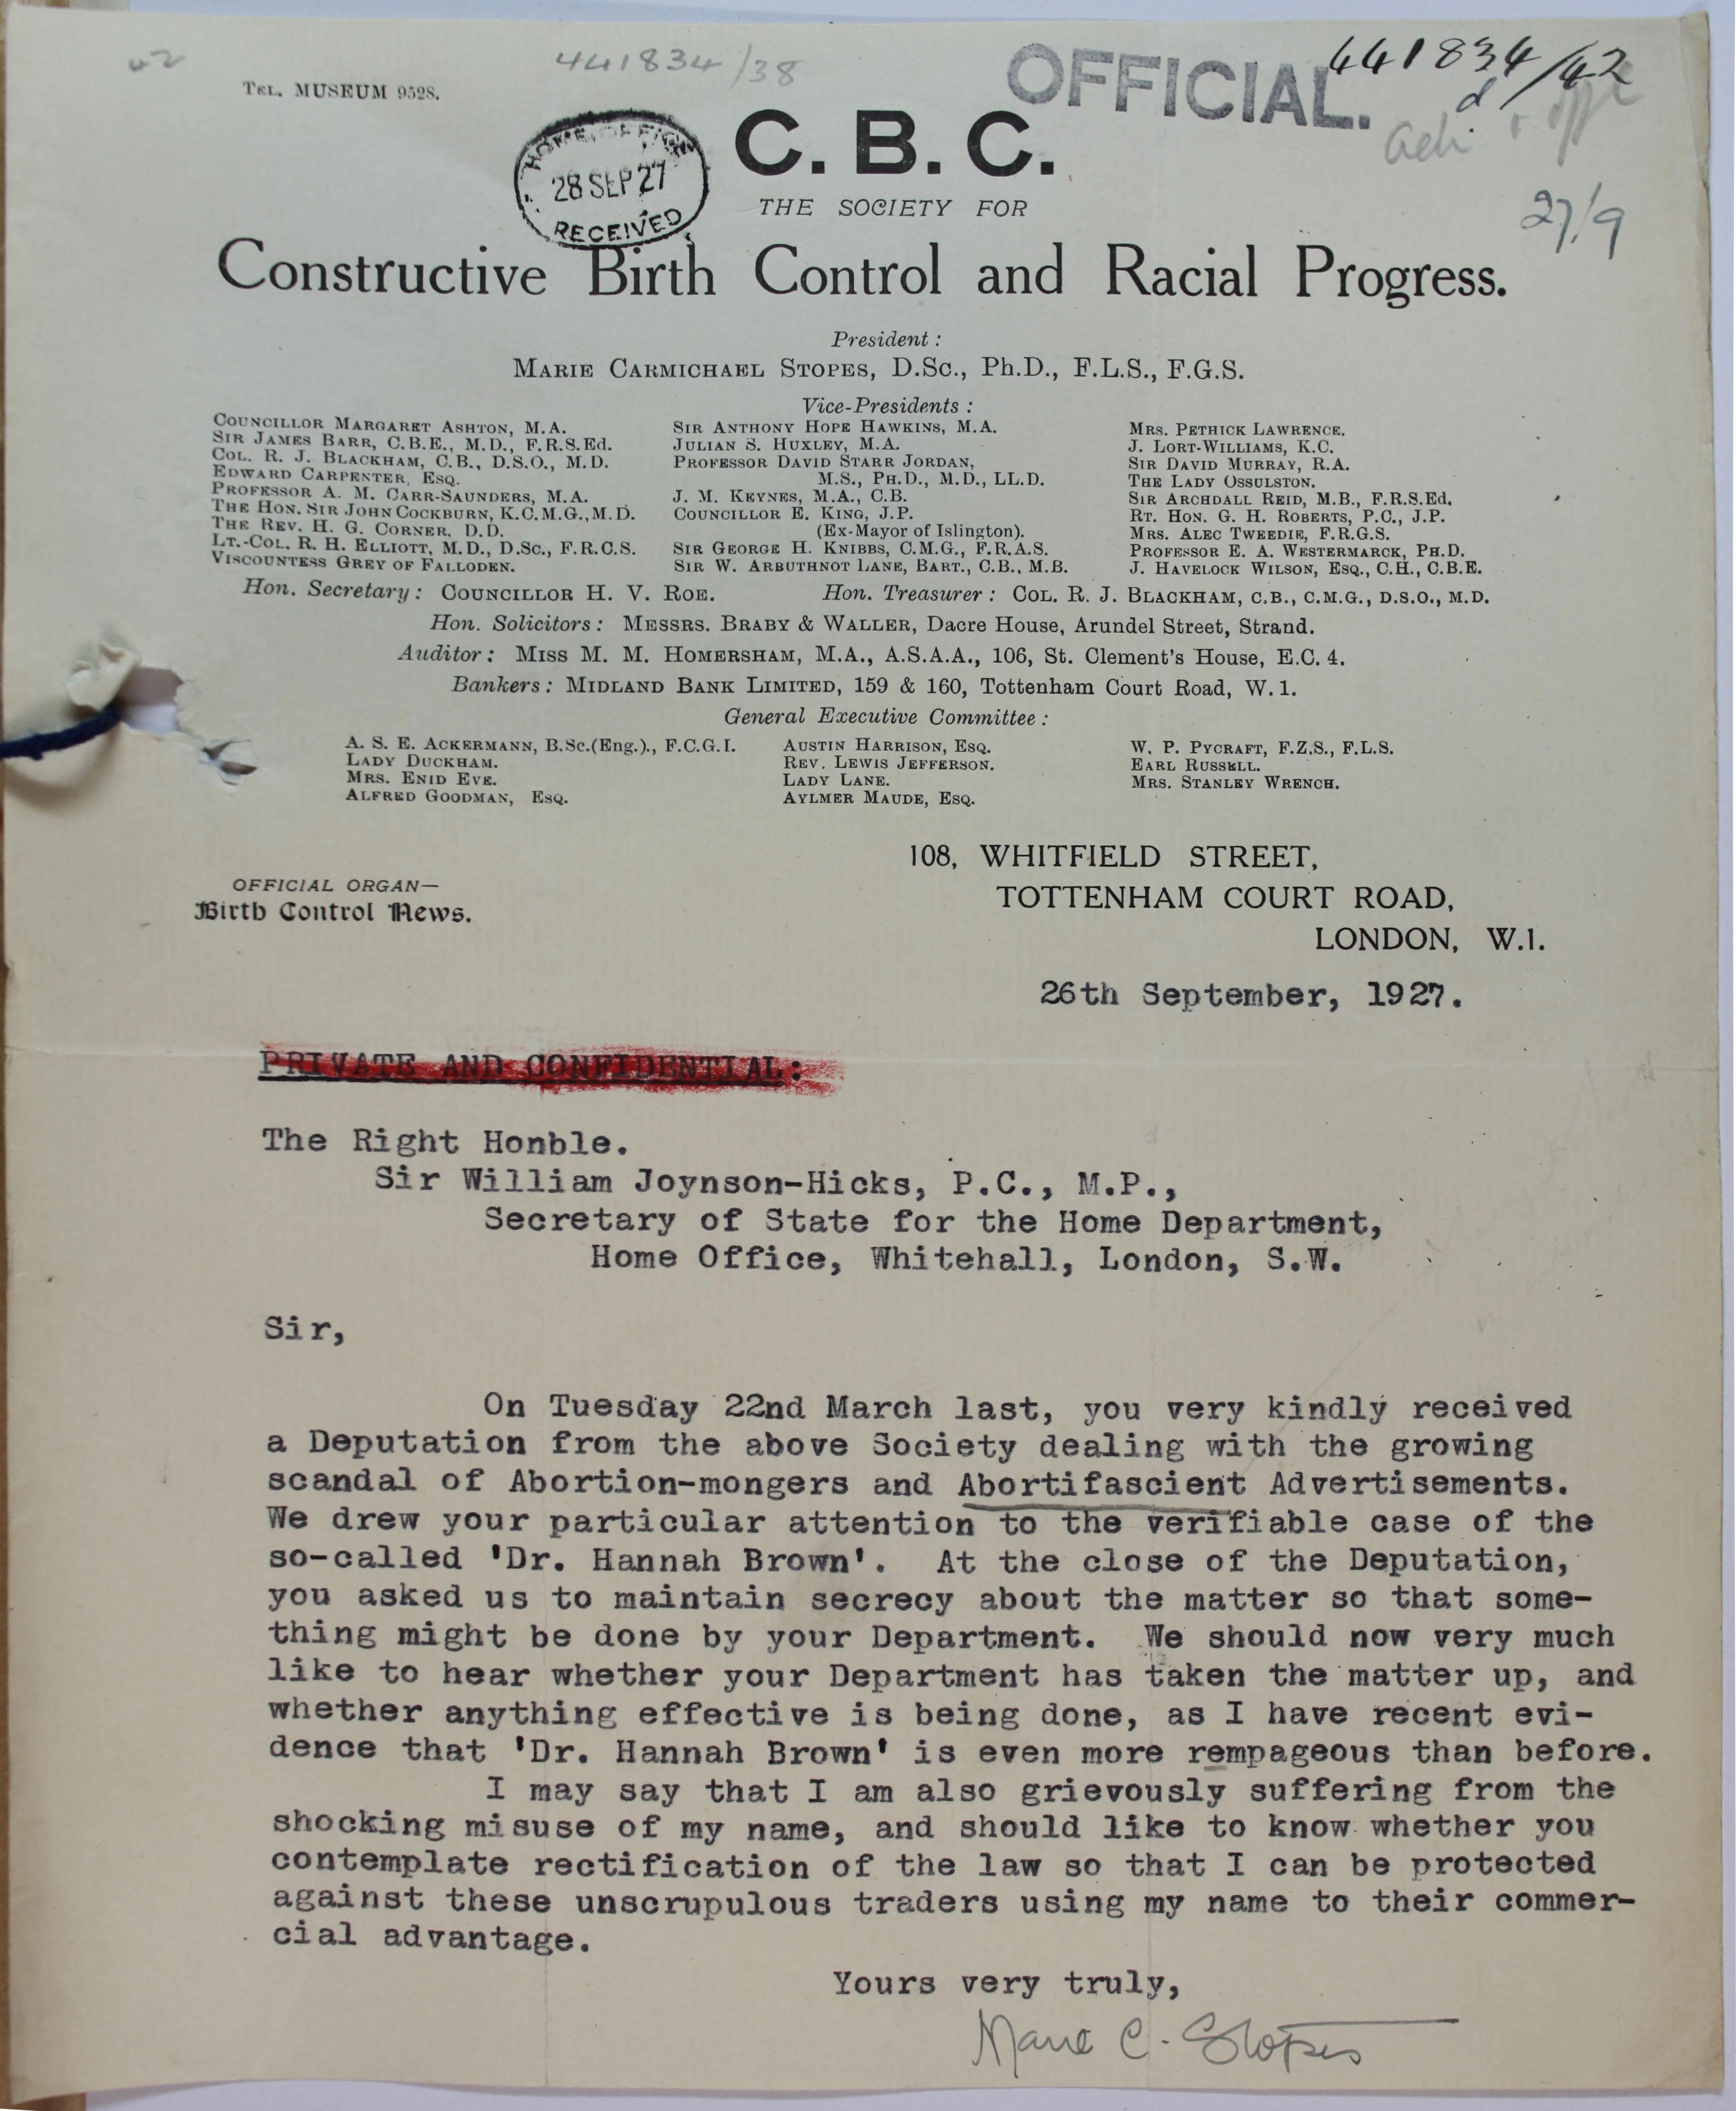 42
441834/38
OFFICIAL.
441834/42
d
TEL. MUSEUM 9528.
HOME OFFICE
28 SEP 27
RECEIVED
27/9
C. B. C.
THE SOCIETY FOR
Constructive Birth Control and Racial Progress.
President :
MARIE CARMICHAEL STOPES, D.Sc., Ph.D., F.L.S., F.G.S.
Vice-Presidents :
COUNCILLOR MARGARET ASHTON, M.A.
SIR JAMES BARR, C.B.E., M.D., F.R.S.Ed.
COL. R. J. BLACKHAM, C.B., D.S.O., M.D.
EDWARD CARPENTER, ESQ.
PROFESSOR A. M. CARR-SAUNDERS, M.A.
THE HON. SIR JOHN COCKBURN, K.C.M.G., M.D.
THE REV. H. G. CORNER, D.D.
LT.-COL. R. H. ELLIOTT, M.D., D.Sc., F.R.C.S.
VISCOUNTESS GREY OF FALLODEN.
SIR ANTHONY HOPE HAWKINS, M.A.
JULIAN S. HUXLEY, M.A.
PROFESSOR DAVID STARR JORDAN,
M.S., PH.D., M.D., LL.D.
J. M. KEYNES, M.A., C.B.
COUNCILLOR E. KING, J.P.
(Ex-Mayor of Islington).
SIR GEORGE H. KNIBBS, C.M.G., F.R.A.S.
SIR W. ARBUTHNOT LANE, BART., C.B., M.B.
MRS. PETHICK LAWRENCE.
J. LORT-WILLIAMS, K.C.
SIR DAVID MURRAY, R.A.
THE LADY OSSULSTON.
SIR ARCHDALL REID, M.B., F.R.S.Ed.
RT. HON. G. H. ROBERTS, P.C., J.P.
MRS. ALEC TWEEDIE, F.R.G.S.
PROFESSOR E. A. WESTERMARCK, PH.D.
J. HAVELOCK WILSON, ESQ., C.H., C.B.E.
Hon. Secretary : COUNCILLOR H. V. ROE. Hon. Treasurer : COL. R. J. BLACKHAM, C.B., C.M.G., D.S.O., M.D.
Hon. Solicitors : MESSRS. BRABY & WALLER, Dacre House, Arundel Street, Strand.
Auditor : MISS M. M. HOMERSHAM, M.A., A.S.A.A., 106, St. Clement's House, E.C. 4.
Bankers : MIDLAND BANK LIMITED, 159 & 160, Tottenham Court Road, W. 1.
General Executive Committee :
A. S. E. ACKERMANN, B.Sc.(Eng.)., F.C.G.I.
LADY DUCKHAM.
MRS. ENID EVE.
ALFRED GOODMAN, ESQ.
AUSTIN HARRISON, ESQ.
REV. LEWIS JEFFERSON.
LADY LANE.
AYLMER MAUDE, ESQ.
W. P. PYCRAFT, F.Z.S., F.L.S.
EARL RUSSELL.
MRS. STANLEY WRENCH.
108, WHITFIELD STREET,
TOTTENHAM COURT ROAD,
LONDON, W.1.
OFFICIAL ORGAN—
Birth Control News.
26th September, 1927.
PRIVATE AND CONFIDENTIAL:
The Right Honble.
Sir William Joynson-Hicks, P.C., M.P.,
Secretary of State for the Home Department,
Home Office, Whitehall, London, S.W.
Sir,
On Tuesday 22nd March last, you very kindly received
a Deputation from the above Society dealing with the growing
scandal of Abortion-mongers and Abortifascient Advertisements.
We drew your particular attention to the verifiable case of the
so-called 'Dr. Hannah Brown'. At the close of the Deputation,
you asked us to maintain secrecy about the matter so that some-
thing might be done by your Department. We should now very much
like to hear whether your Department has taken the matter up, and
whether anything effective is being done, as I have recent evi-
dence that 'Dr. Hannah Brown' is even more rempageous than before.
I may say that I am also grievously suffering from the
shocking misuse of my name, and should like to know whether you
contemplate rectification of the law so that I can be protected
against these unscrupulous traders using my name to their commer-
cial advantage.
Yours very truly,
Marie C. Stopes